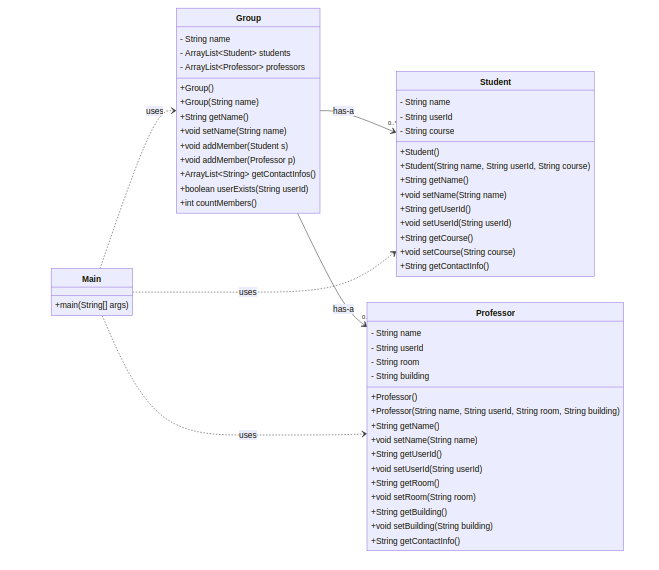 Group
- String name
- ArrayList<Student> students
- ArrayList<Professor> professors
+Group()
+Group(String name)
+String getName()
+void setName(String name)
+void addMember(Student s)
+void addMember(Professor p)
+ArrayList<String> getContactInfos()
+boolean userExists(String userId)
+int countMembers()
uses
has-a
0..
Student
- String name
- String userId
- String course
+Student()
+Student(String name, String userId, String course)
+String getName()
+void setName(String name)
+String getUserId()
+void setUserId(String userId)
+String getCourse()
+void setCourse(String course)
+String getContactInfo()
Main
+main(String[] args)
uses
has-a
0..
Professor
- String name
- String userId
- String room
- String building
+Professor()
+Professor(String name, String userId, String room, String building)
+String getName()
+void setName(String name)
+String getUserId()
+void setUserId(String userId)
+String getRoom()
+void setRoom(String room)
+String getBuilding()
+void setBuilding(String building)
+String getContactInfo()
uses